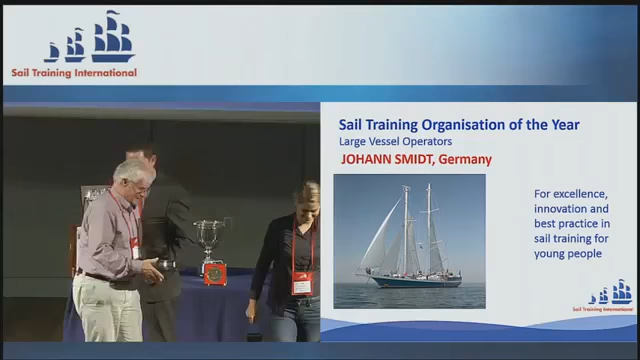 Sail Training International
Sail Training Organisation of the Year
Large Vessel Operators
JOHANN SMIDT, Germany
For excellence,
innovation and
best practice in
sail training for
young people
Sail Training International